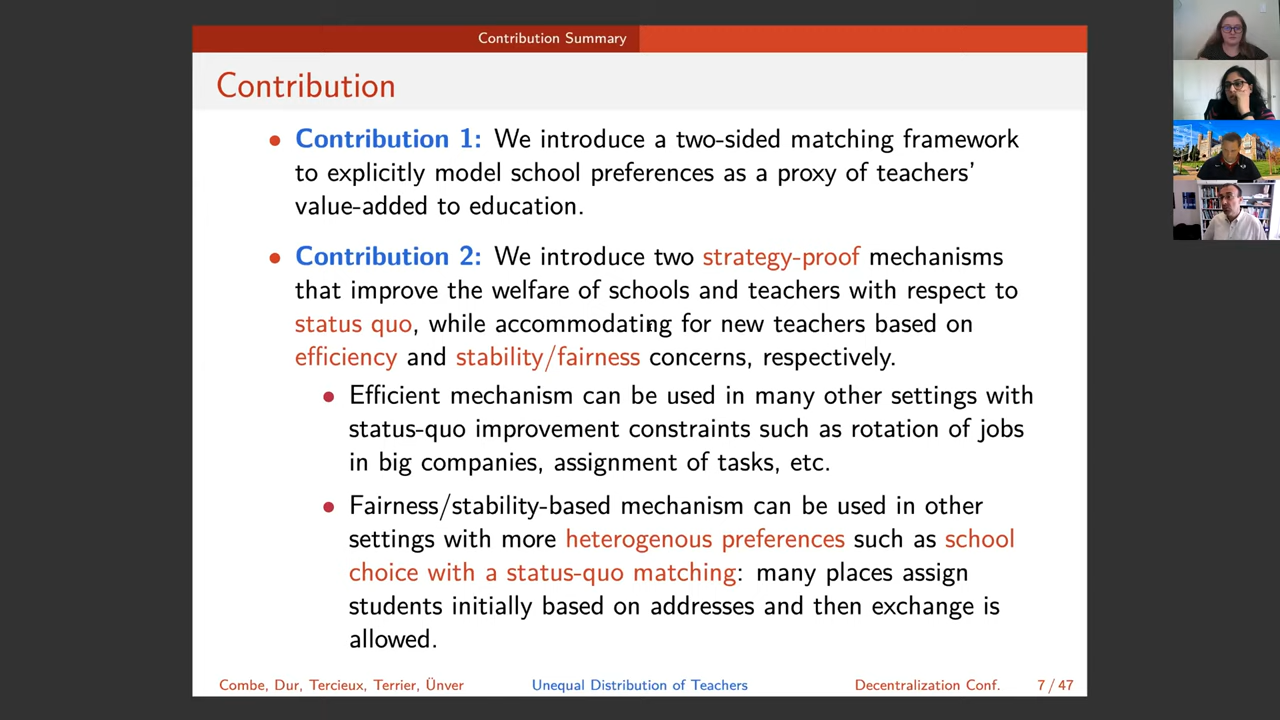 Contribution Summary
Contribution
• Contribution 1: We introduce a two-sided matching framework
to explicitly model school preferences as a proxy of teachers'
value-added to education.
• Contribution 2: We introduce two strategy-proof mechanisms
that improve the welfare of schools and teachers with respect to
status quo, while accommodating for new teachers based on
efficiency and stability/fairness concerns, respectively.
• Efficient mechanism can be used in many other settings with
status-quo improvement constraints such as rotation of jobs
in big companies, assignment of tasks, etc.
• Fairness/stability-based mechanism can be used in other
settings with more heterogenous preferences such as school
choice with a status-quo matching: many places assign
students initially based on addresses and then exchange is
allowed.
Combe, Dur, Tercieux, Terrier, Ünver Unequal Distribution of Teachers Decentralization Conf. 7 / 47